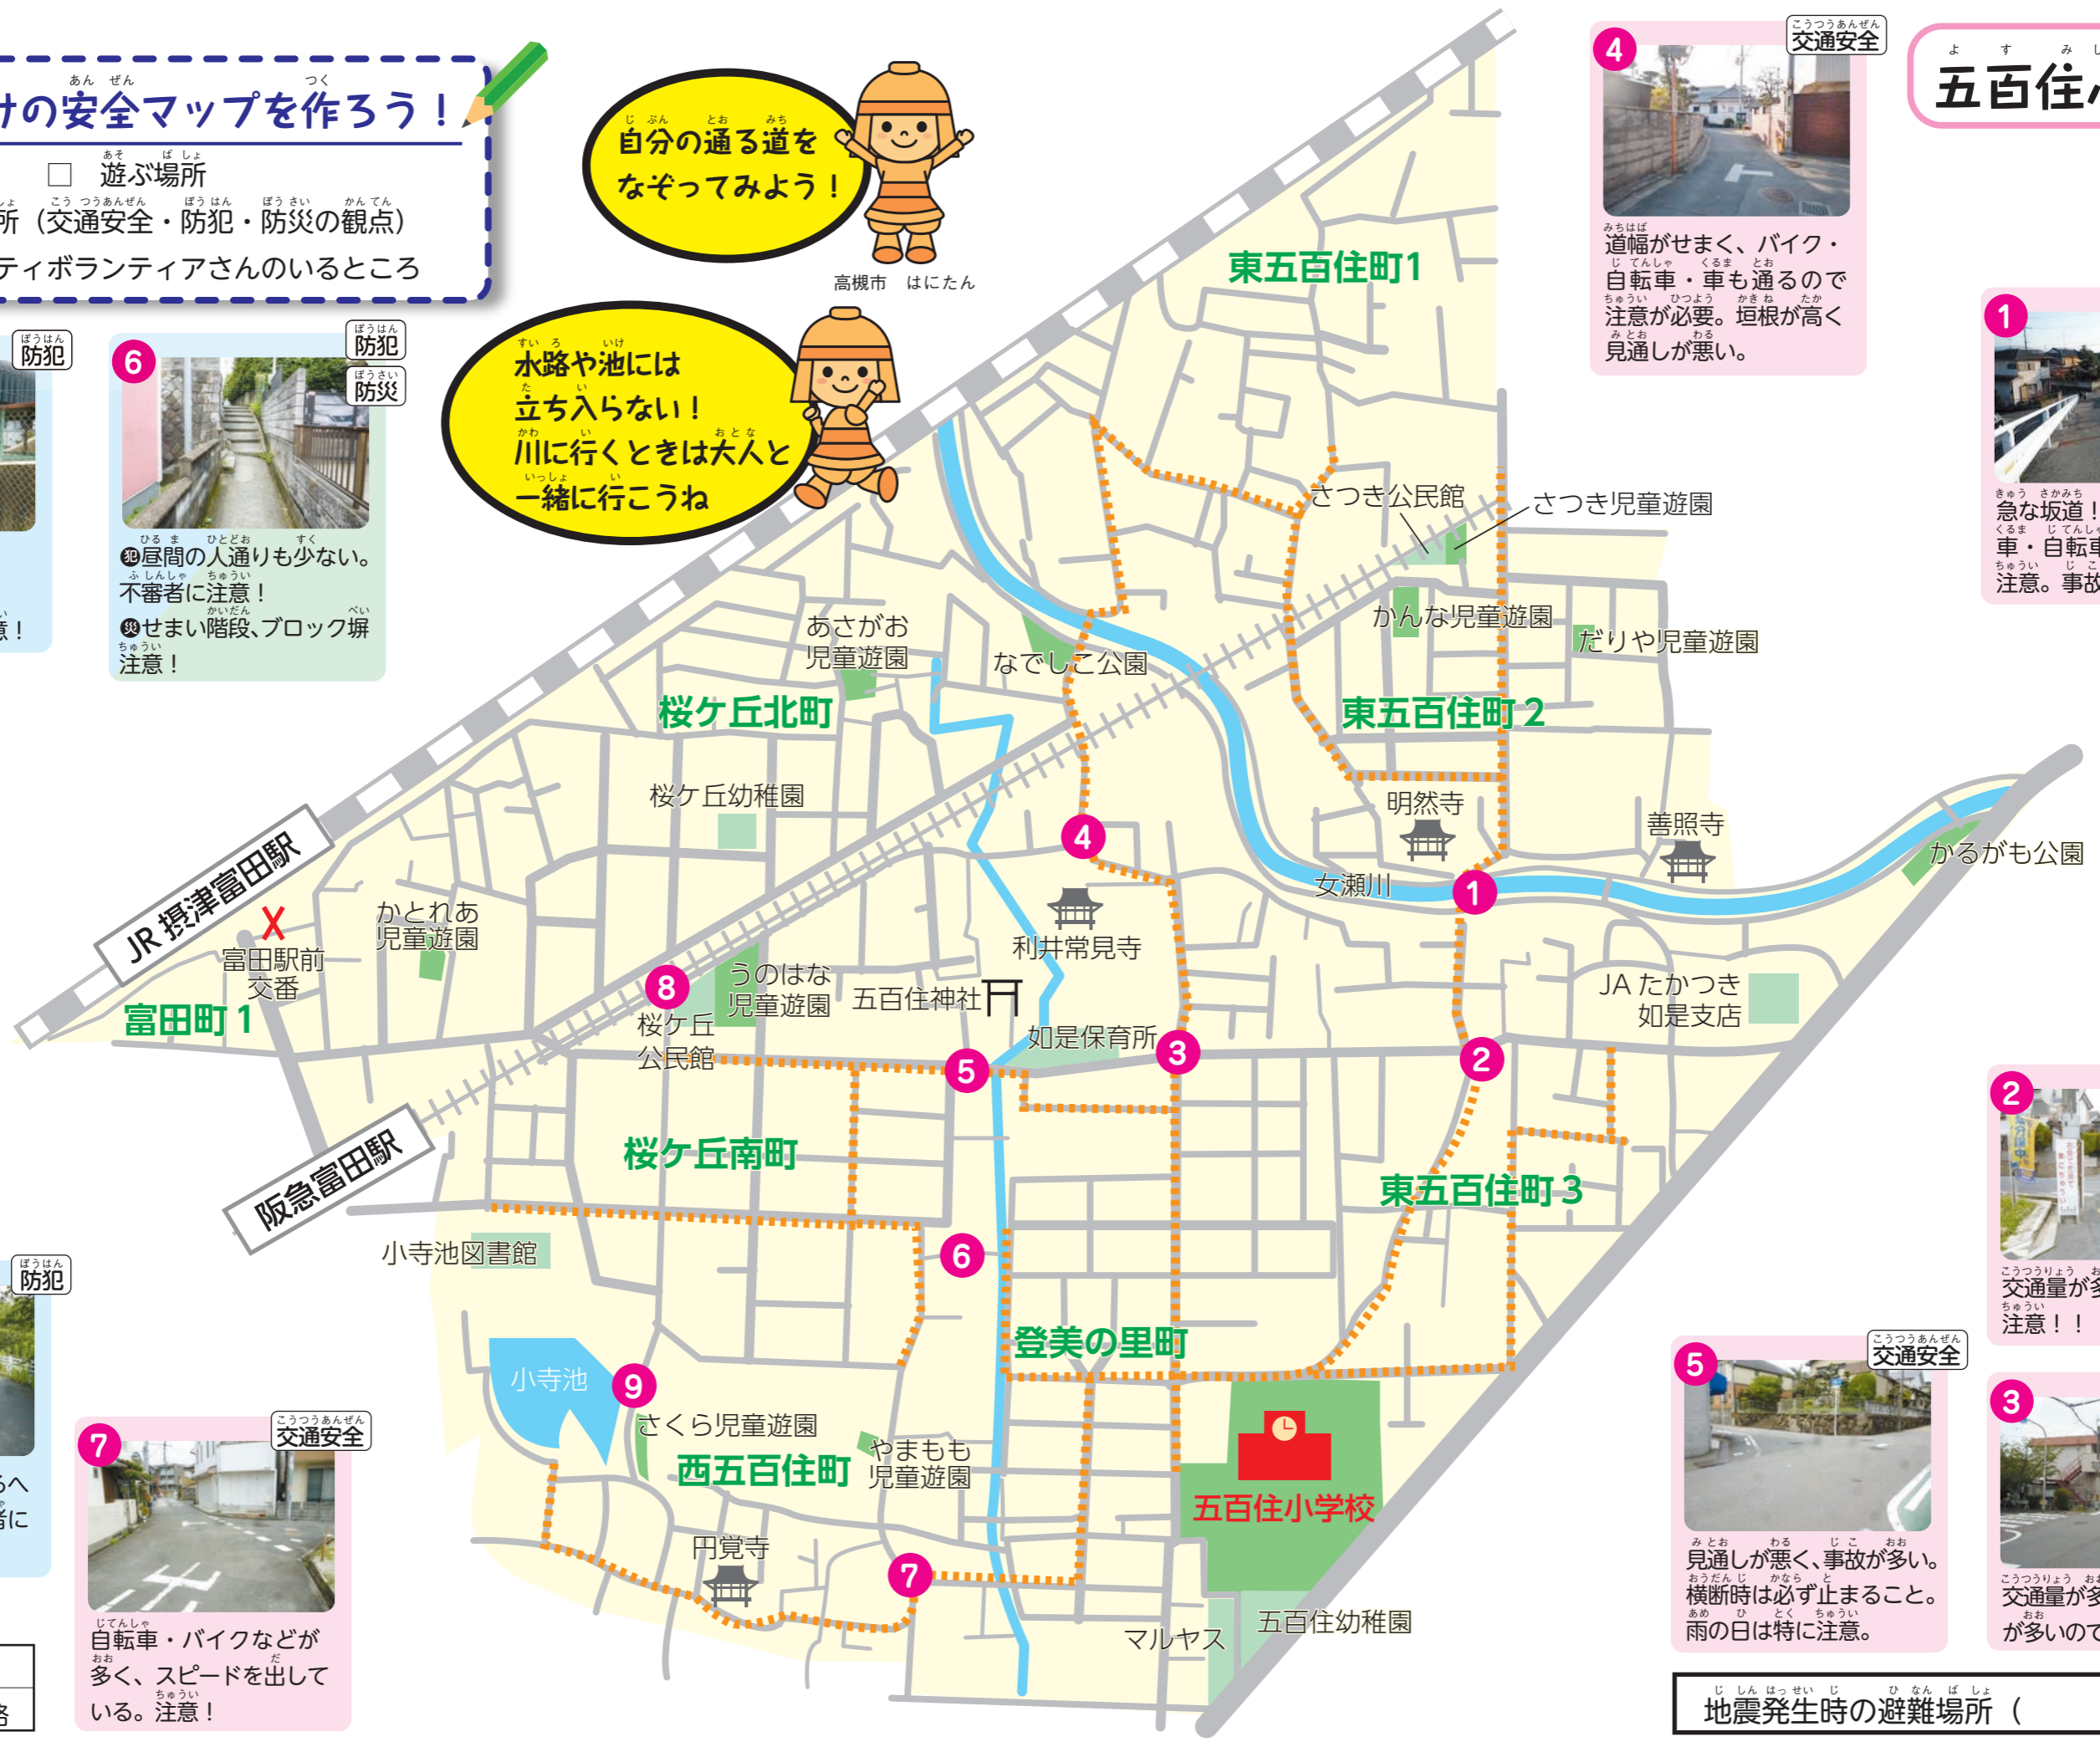 けの安全マップを作ろう！
□ 遊ぶ場所
所（交通安全・防犯・防災の観点）
ティボランティアさんのいるところ
自分の通る道を
なぞってみよう！
高槻市 はにたん
水路や池には
立ち入らない！
川に行くときは大人と
一緒に行こうね
五百住
4
交通安全
道幅がせまく、バイク・
自転車・車も通るので
注意が必要。垣根が高く
見通しが悪い。
1
急な坂道！
車・自転車
注意。事故
防犯
意！
6
防犯
防災
犯昼間の人通りも少ない。
不審者に注意！
災せまい階段、ブロック塀
注意！
東五百住町1
さつき公民館
さつき児童遊園
かんな児童遊園
だりや児童遊園
東五百住町2
あさがお
児童遊園
なでしこ公園
桜ケ丘北町
桜ケ丘幼稚園
4
明然寺
善照寺
かるがも公園
女瀬川
1
JR 摂津富田駅
富田駅前
交番
かとれあ
児童遊園
富田町1
利井常見寺
8
うのはな
児童遊園
五百住神社
桜ケ丘
公民館
如是保育所
5
3
2
JAたかつき
如是支店
阪急富田駅
桜ケ丘南町
東五百住町3
小寺池図書館
6
登美の里町
小寺池
9
さくら児童遊園
西五百住町
やまもも
児童遊園
五百住小学校
円覚寺
7
マルヤス
五百住幼稚園
防犯
るへ
者に
7
交通安全
自転車・バイクなどが
多く、スピードを出して
いる。注意！
路
2
交通量が多
注意！！
5
交通安全
見通しが悪く、事故が多い。
横断時は必ず止まること。
雨の日は特に注意。
3
交通量が多
が多いので
地震発生時の避難場所（